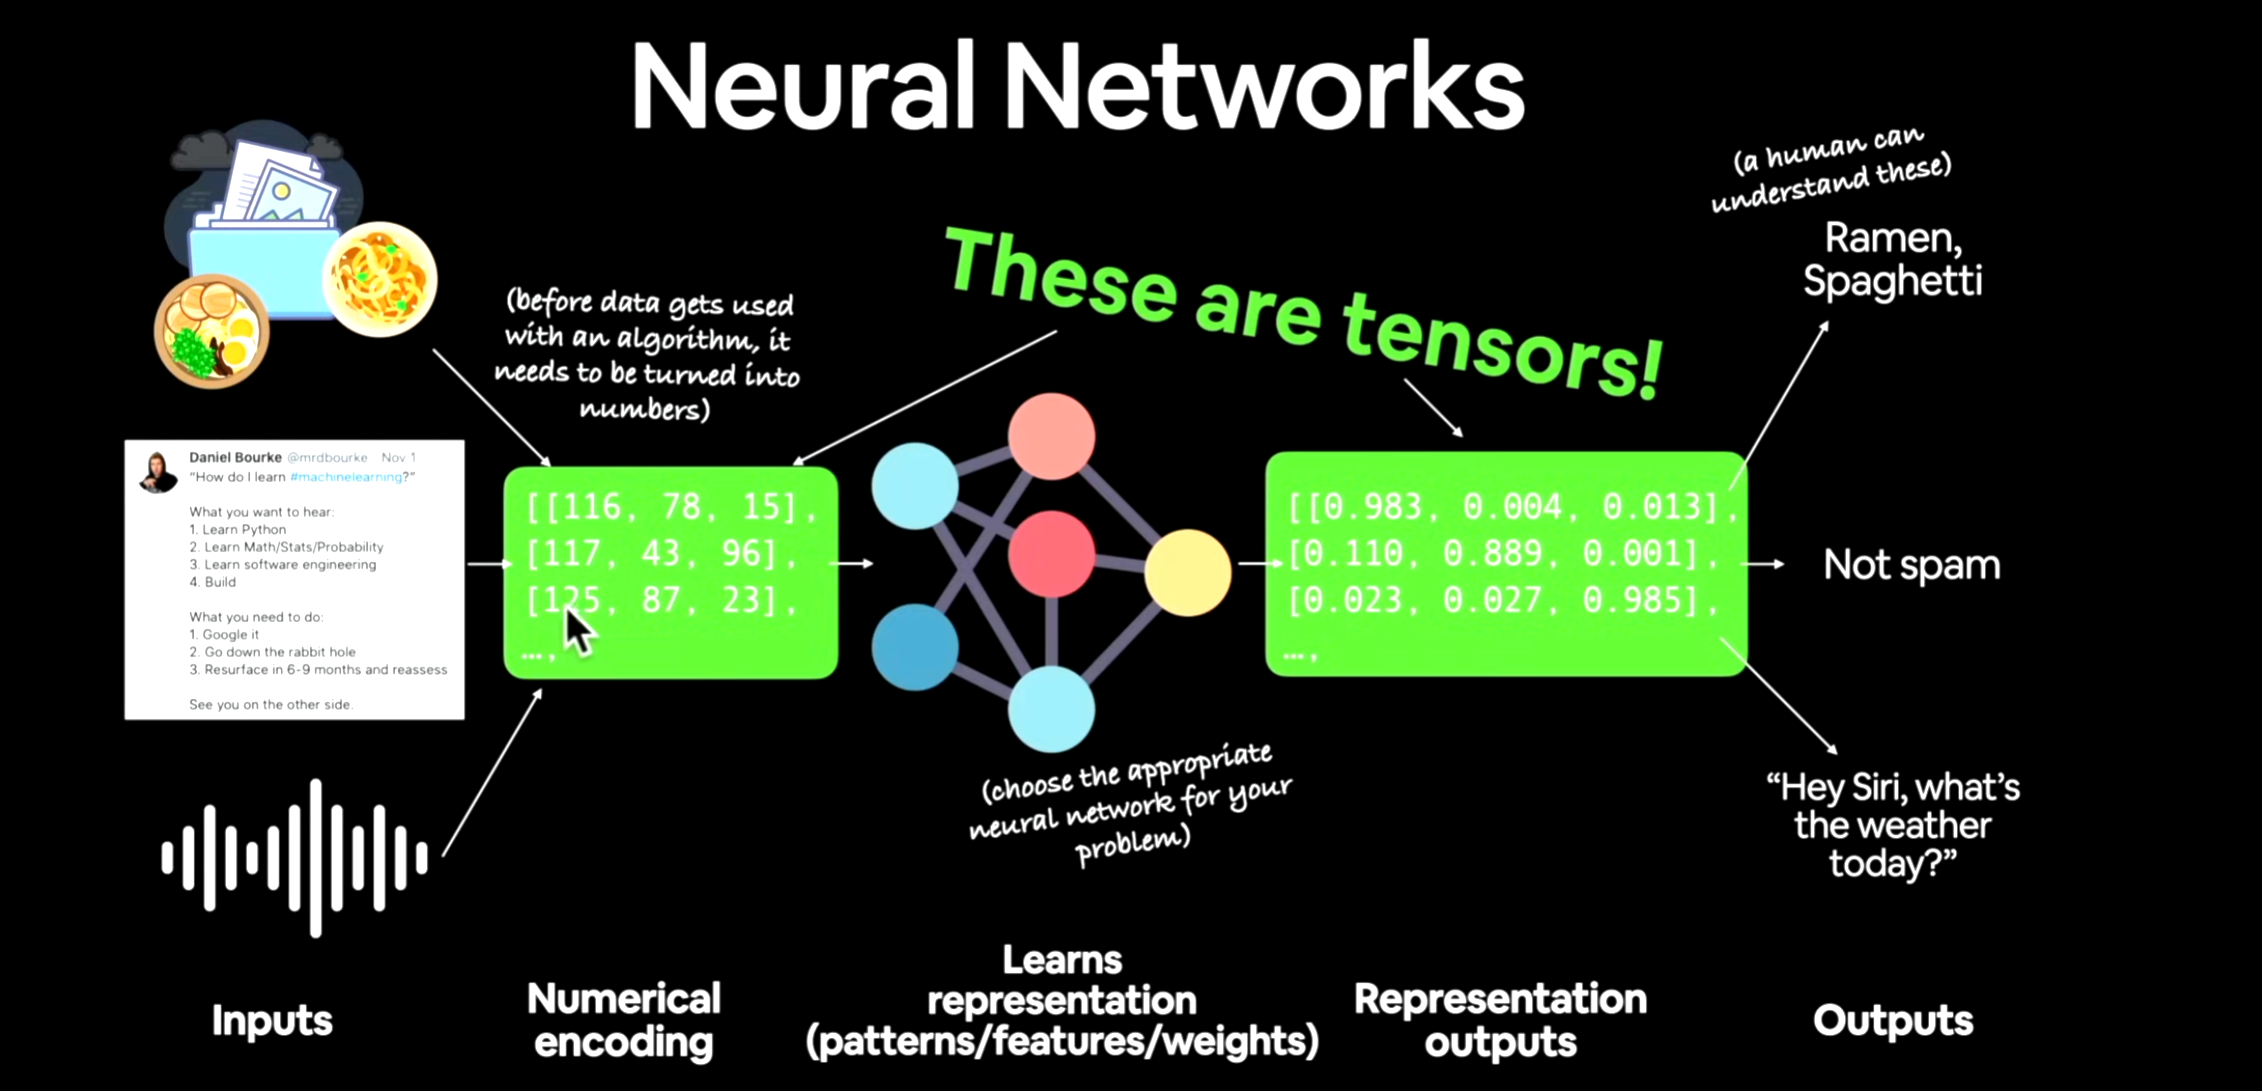 Neural Networks
(a human can
understand these)
Ramen,
Spaghetti
These are tensors!
(before data gets used
with an algorithm, it
needs to be turned into
numbers)
Daniel Bourke @mrdbourke Nov 1
“How do I learn #machinelearning?”
What you want to hear:
1. Learn Python
2. Learn Math/Stats/Probability
3. Learn software engineering
4. Build
What you need to do:
1. Google it
2. Go down the rabbit hole
3. Resurface in 6-9 months and reassess
See you on the other side.
[[116, 78, 15],
[117, 43, 96],
[125, 87, 23],
…,
[[0.983, 0.004, 0.013],
[0.110, 0.889, 0.001],
[0.023, 0.027, 0.985],
…,
Not spam
“Hey Siri, what’s
the weather
today?”
(choose the appropriate
neural network for your
problem)
Inputs
Numerical
encoding
Learns
representation
(patterns/features/weights)
Representation
outputs
Outputs